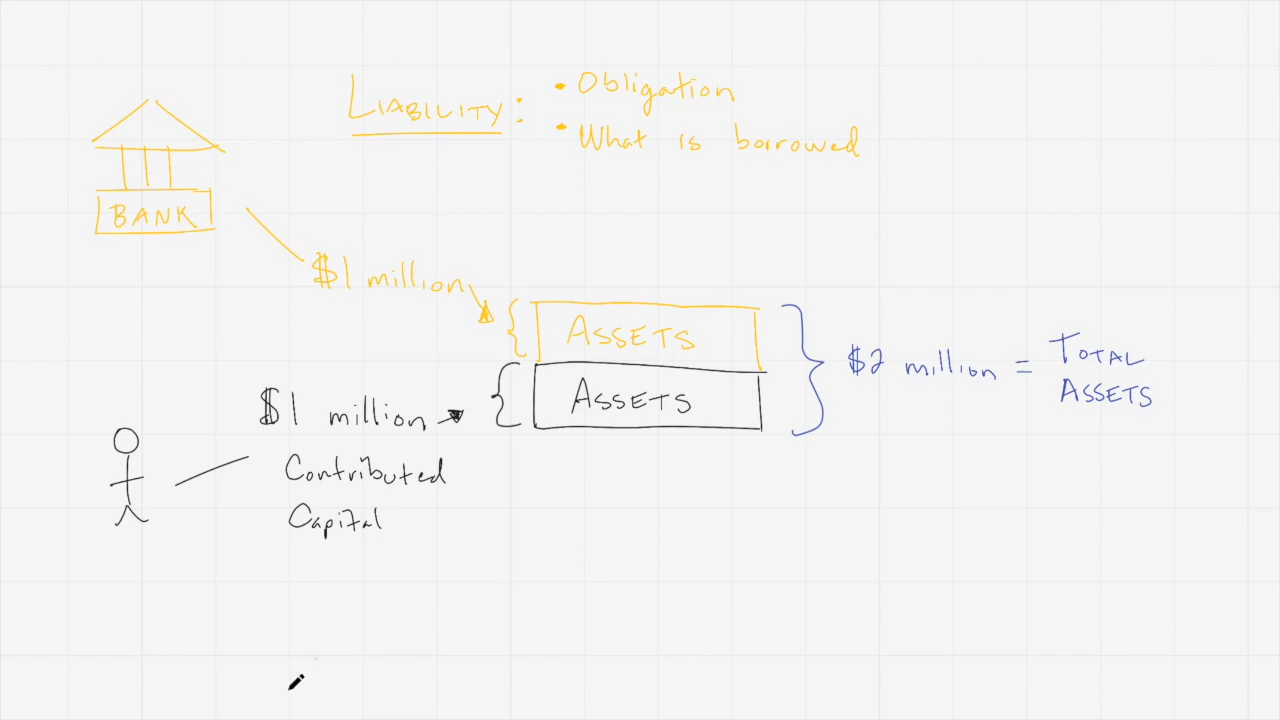 LIABILITY:
• Obligation
• What is borrowed
BANK
$1 million
ASSETS
$2 million = TOTAL
ASSETS
$1 million
ASSETS
Contributed
Capital